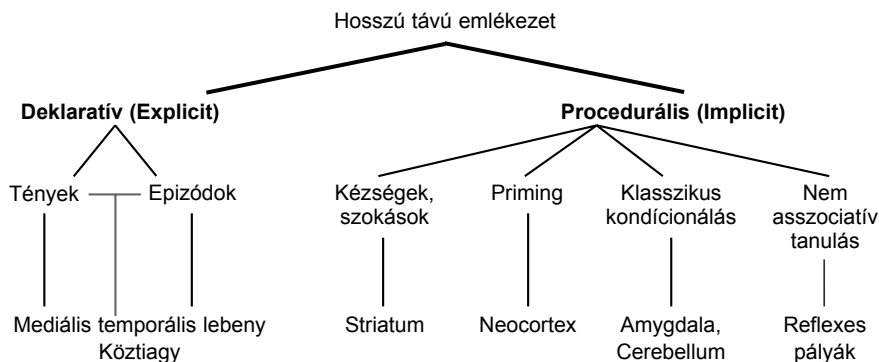 Hosszú távú emlékezet
Deklaratív (Explicit)
Procedurális (Implicit)
Tények
Epizódok
Kézségek,
szokások
Priming
Klasszikus
kondícionálás
Nem
asszociatív
tanulás
Mediális temporális lebeny
Köztiagy
Striatum
Neocortex
Amygdala,
Cerebellum
Reflexes
pályák